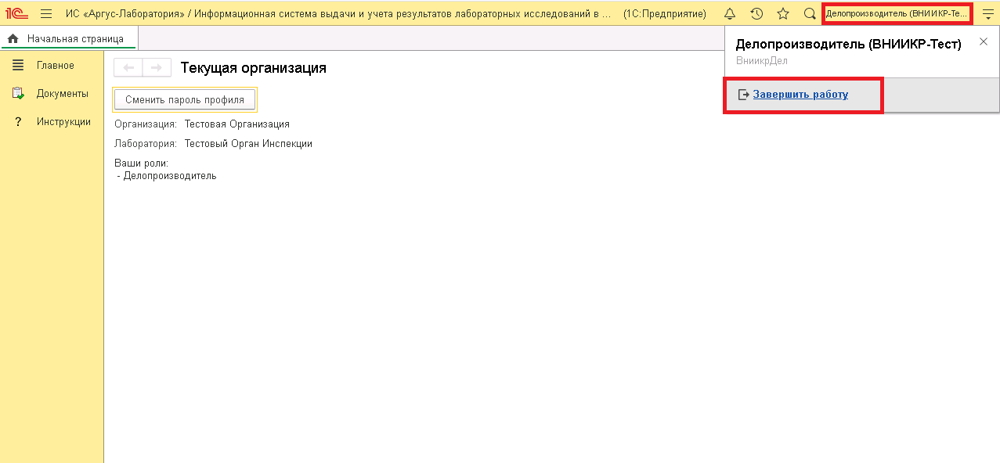 1С ИС «Аргус-Лаборатория» / Информационная система выдачи и учета результатов лабораторных исследований в ... (1С:Предприятие) Делопроизводитель (ВНИИКР-Те...
Начальная страница
Делопроизводитель (ВНИИКР-Тест)
ВниикрДел
Завершить работу
Главное
Документы
? Инструкции
Текущая организация
Сменить пароль профиля
Организация: Тестовая Организация
Лаборатория: Тестовый Орган Инспекции
Ваши роли:
- Делопроизводитель